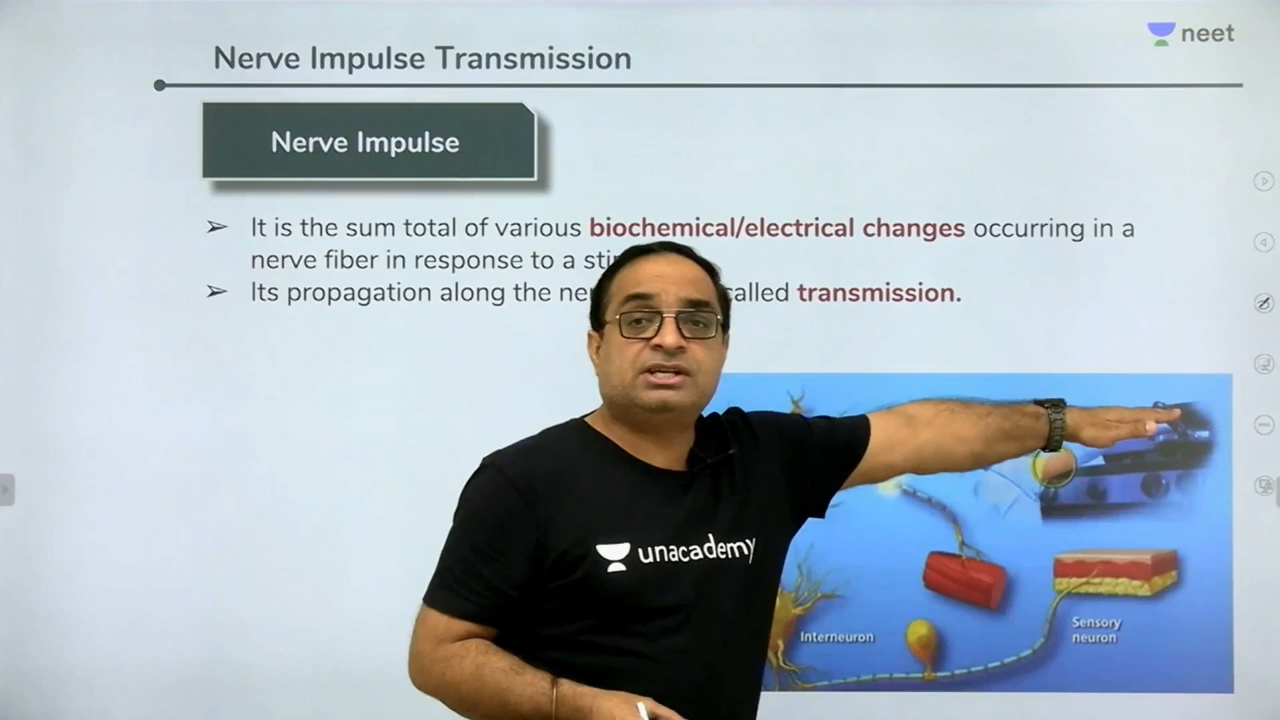 neet
Nerve Impulse Transmission
Nerve Impulse
➢ It is the sum total of various biochemical/electrical changes occurring in a
nerve fiber in response to a
➢ Its propagation along the called transmission.
unacademy
Interneuron
Sensory
neuron